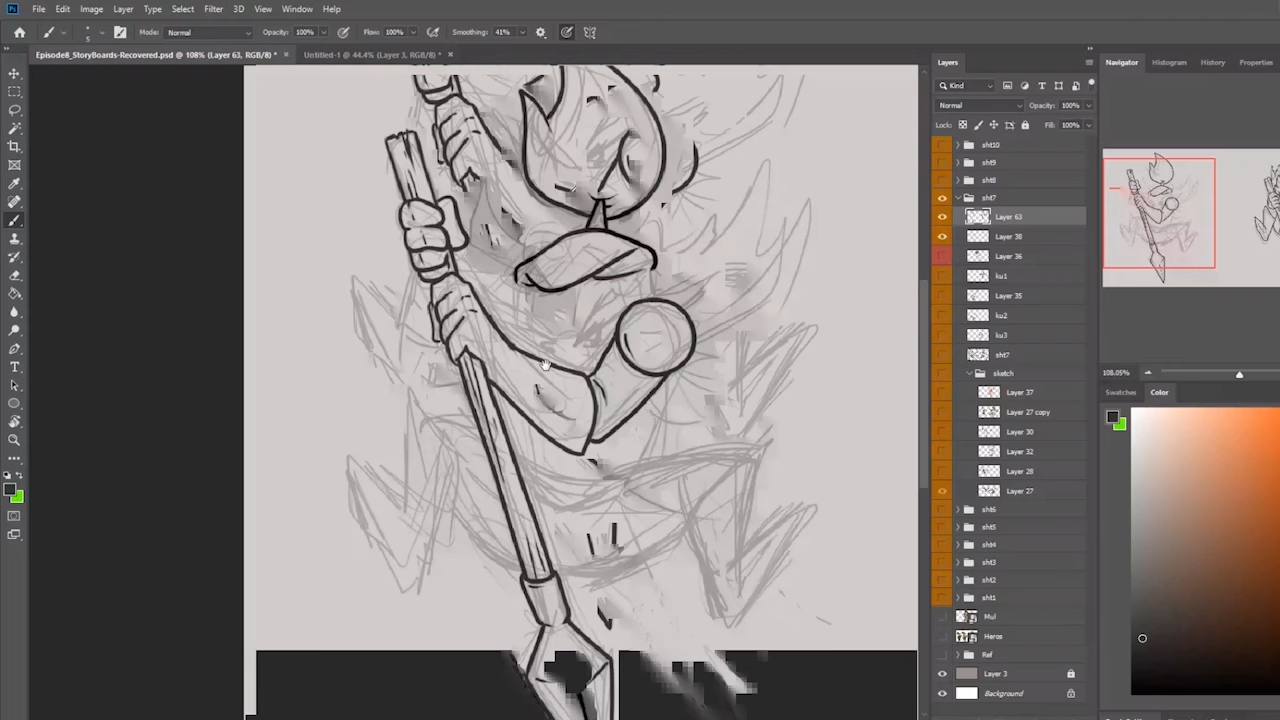 Ps File Edit Image Layer Type Select Filter 3D View Window Help
5 Mode: Normal Opacity: 100% Flow: 100% Smoothing: 41%
Episode8_StoryBoards-Recovered.psd @ 108% (Layer 63, RGB/8) * × Untitled-1 @ 44.4% (Layer 3, RGB/8) * ×
Layers
Kind
Normal Opacity: 100%
Lock: Fill: 100%
sht10
sht9
sht8
sht7
Layer 63
Layer 38
Layer 36
ku1
Layer 35
ku2
ku3
sht7
sketch
Layer 37
Layer 27 copy
Layer 30
Layer 32
Layer 28
Layer 27
sht6
sht5
sht4
sht3
sht2
sht1
Mul
Heros
Ref
Layer 3
Background
Navigator Histogram History Properties
108.05%
Swatches Color